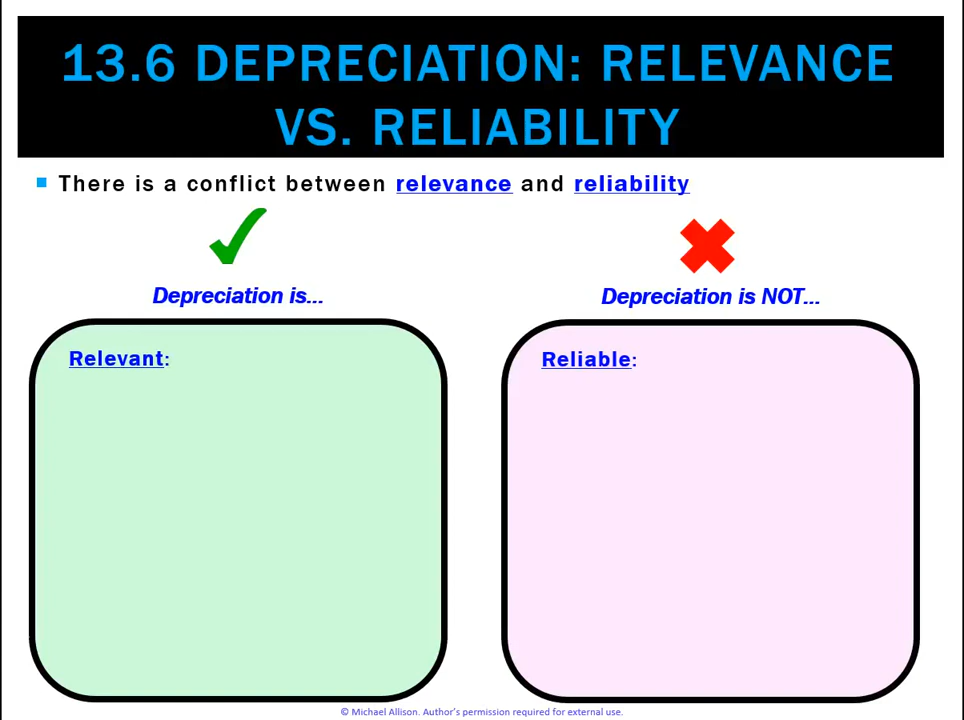 13.6 DEPRECIATION: RELEVANCE
VS. RELIABILITY
There is a conflict between relevance and reliability
Depreciation is...
Depreciation is NOT...
Relevant:
Reliable:
© Michael Allison. Author's permission required for external use.